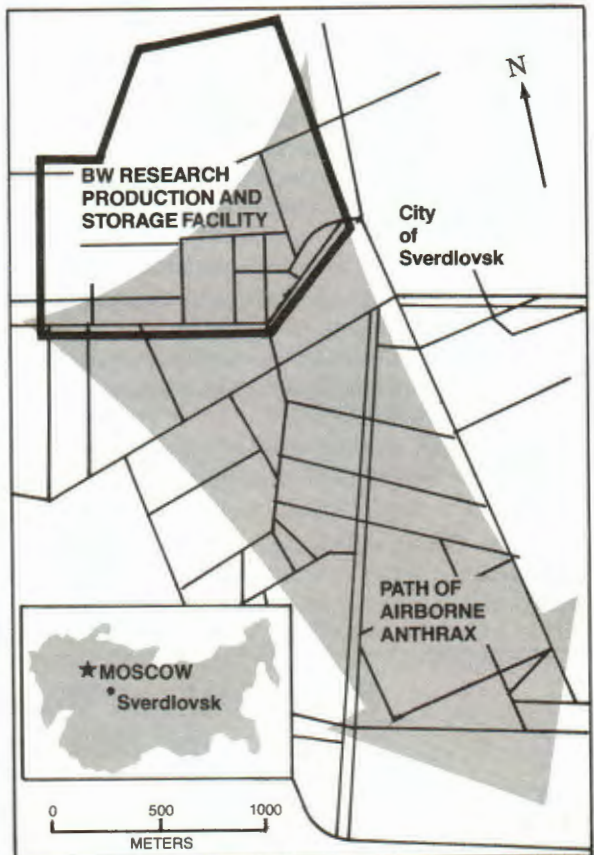 N
BW RESEARCH
PRODUCTION AND
STORAGE FACILITY
City
of
Sverdlovsk
PATH OF
AIRBORNE
ANTHRAX
MOSCOW
Sverdlovsk
0 500 1000
METERS